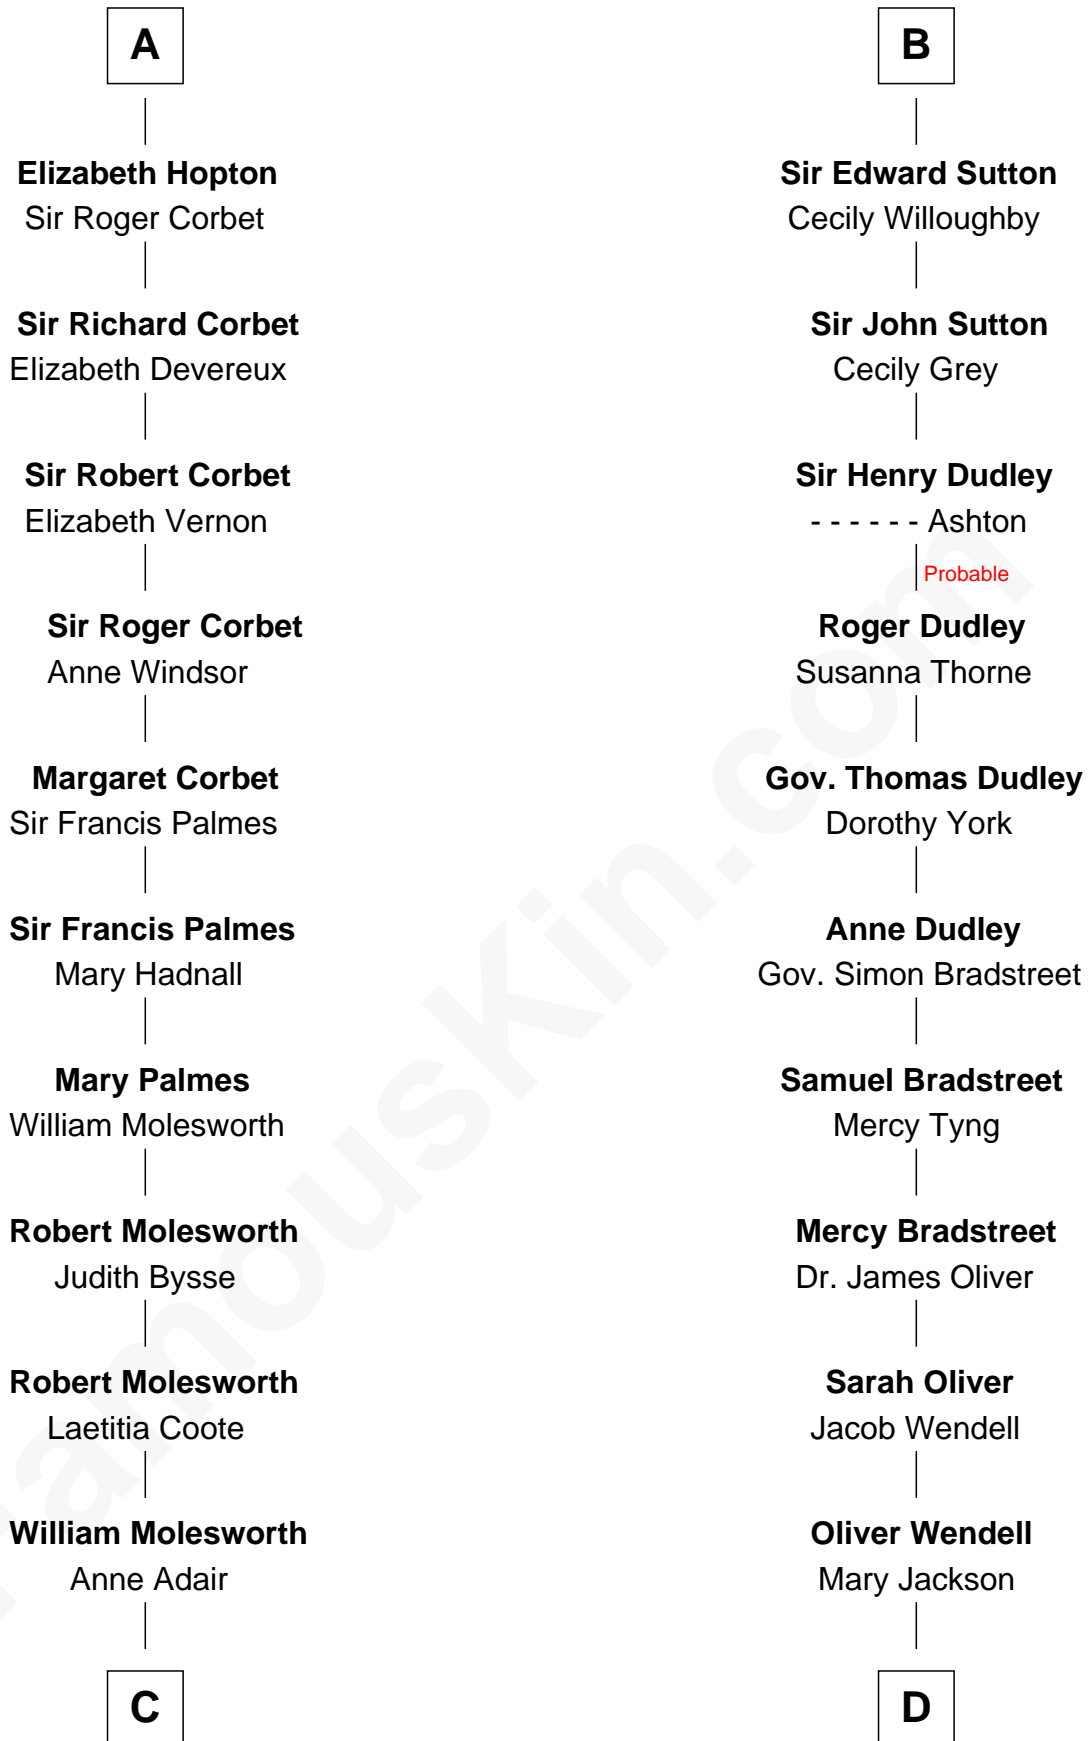 A
Elizabeth Hopton
Sir Roger Corbet
Sir Richard Corbet
Elizabeth Devereux
Sir Robert Corbet
Elizabeth Vernon
Sir Roger Corbet
Anne Windsor
Margaret Corbet
Sir Francis Palmes
Sir Francis Palmes
Mary Hadnall
Mary Palmes
William Molesworth
Robert Molesworth
Judith Bysse
Robert Molesworth
Laetitia Coote
William Molesworth
Anne Adair
C
B
Sir Edward Sutton
Cecily Willoughby
Sir John Sutton
Cecily Grey
Sir Henry Dudley
- - - - - - Ashton
Probable
Roger Dudley
Susanna Thorne
Gov. Thomas Dudley
Dorothy York
Anne Dudley
Gov. Simon Bradstreet
Samuel Bradstreet
Mercy Tyng
Mercy Bradstreet
Dr. James Oliver
Sarah Oliver
Jacob Wendell
Oliver Wendell
Mary Jackson
D
FamousKin.com